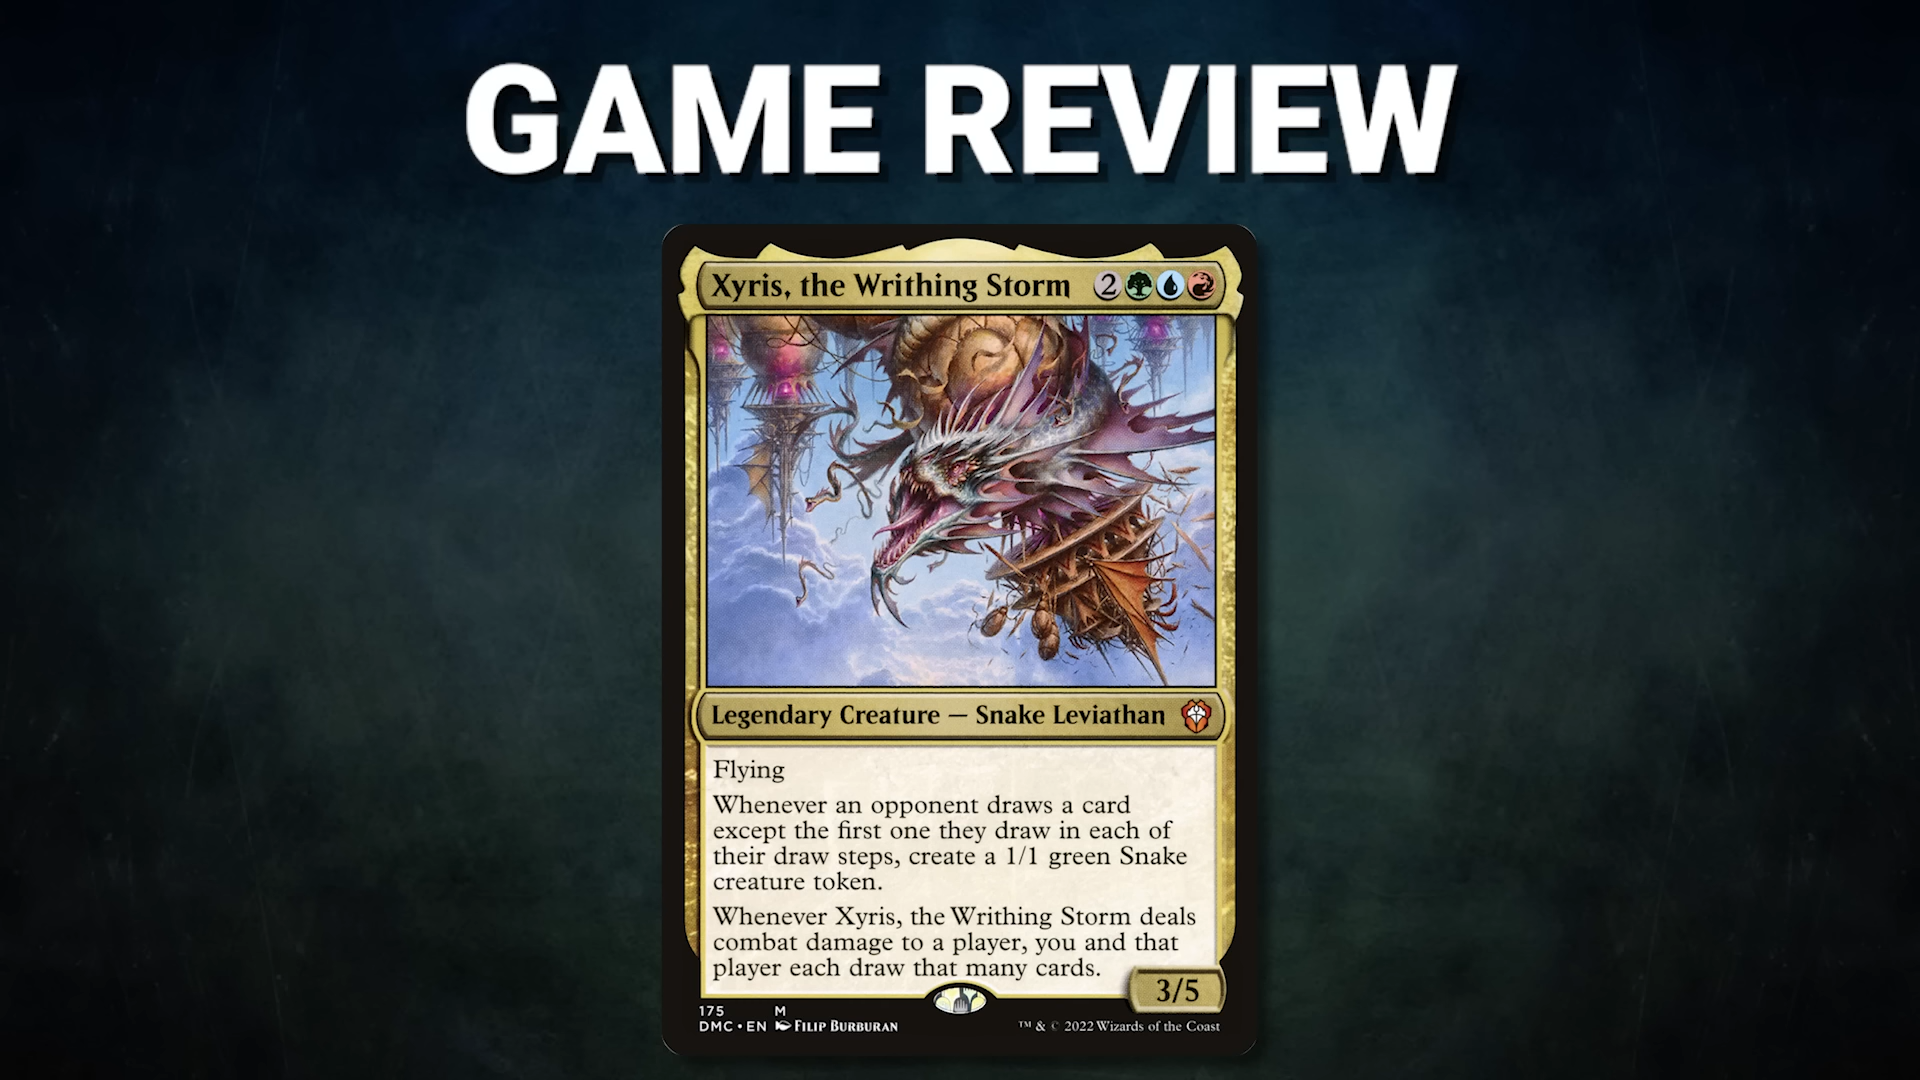 GAME REVIEW
Xyris, the Writhing Storm 2
Legendary Creature — Snake Leviathan
Flying
Whenever an opponent draws a card
except the first one they draw in each of
their draw steps, create a 1/1 green Snake
creature token.
Whenever Xyris, the Writhing Storm deals
combat damage to a player, you and that
player each draw that many cards.
3/5
175 M
DMC • EN Filip Burburan
™ & © 2022 Wizards of the Coast